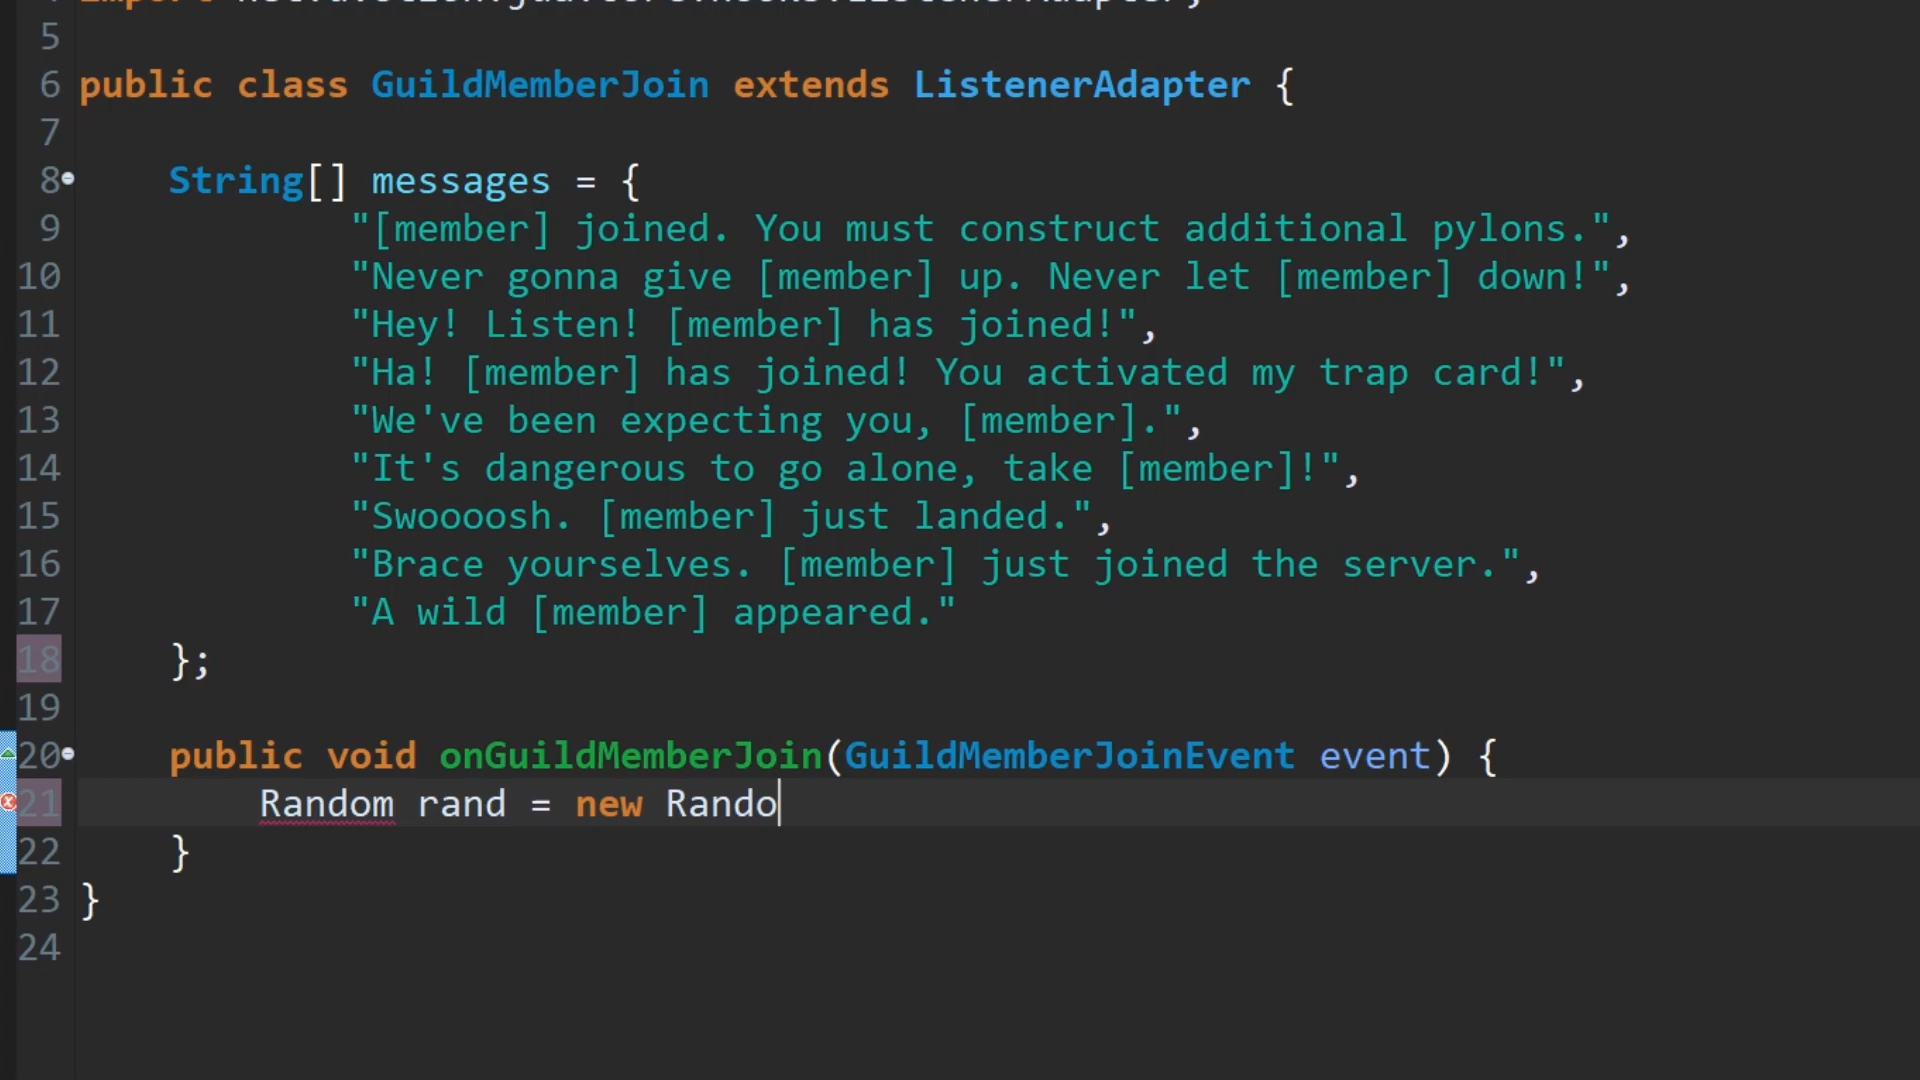 5
6 public class GuildMemberJoin extends ListenerAdapter {
7
8 String[] messages = {
9 "[member] joined. You must construct additional pylons.",
10 "Never gonna give [member] up. Never let [member] down!",
11 "Hey! Listen! [member] has joined!",
12 "Ha! [member] has joined! You activated my trap card!",
13 "We've been expecting you, [member].",
14 "It's dangerous to go alone, take [member]!",
15 "Swoooosh. [member] just landed.",
16 "Brace yourselves. [member] just joined the server.",
17 "A wild [member] appeared."
18 };
19
20 public void onGuildMemberJoin(GuildMemberJoinEvent event) {
21 Random rand = new Rando
22 }
23 }
24